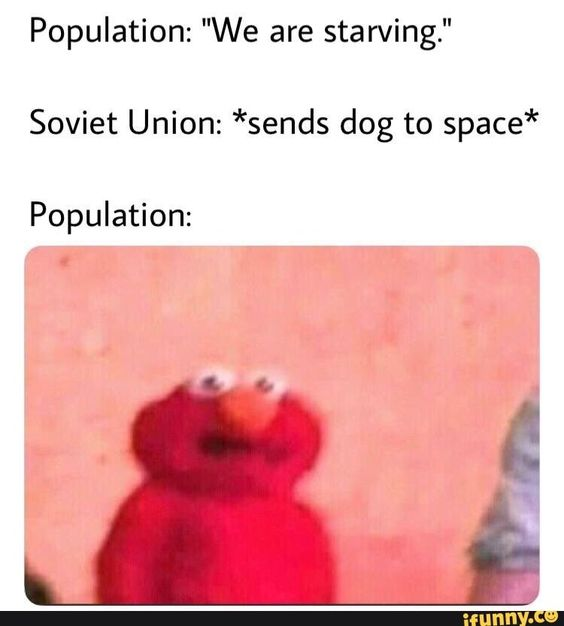 Population: "We are starving."
Soviet Union: *sends dog to space*
Population:
ifunny.co